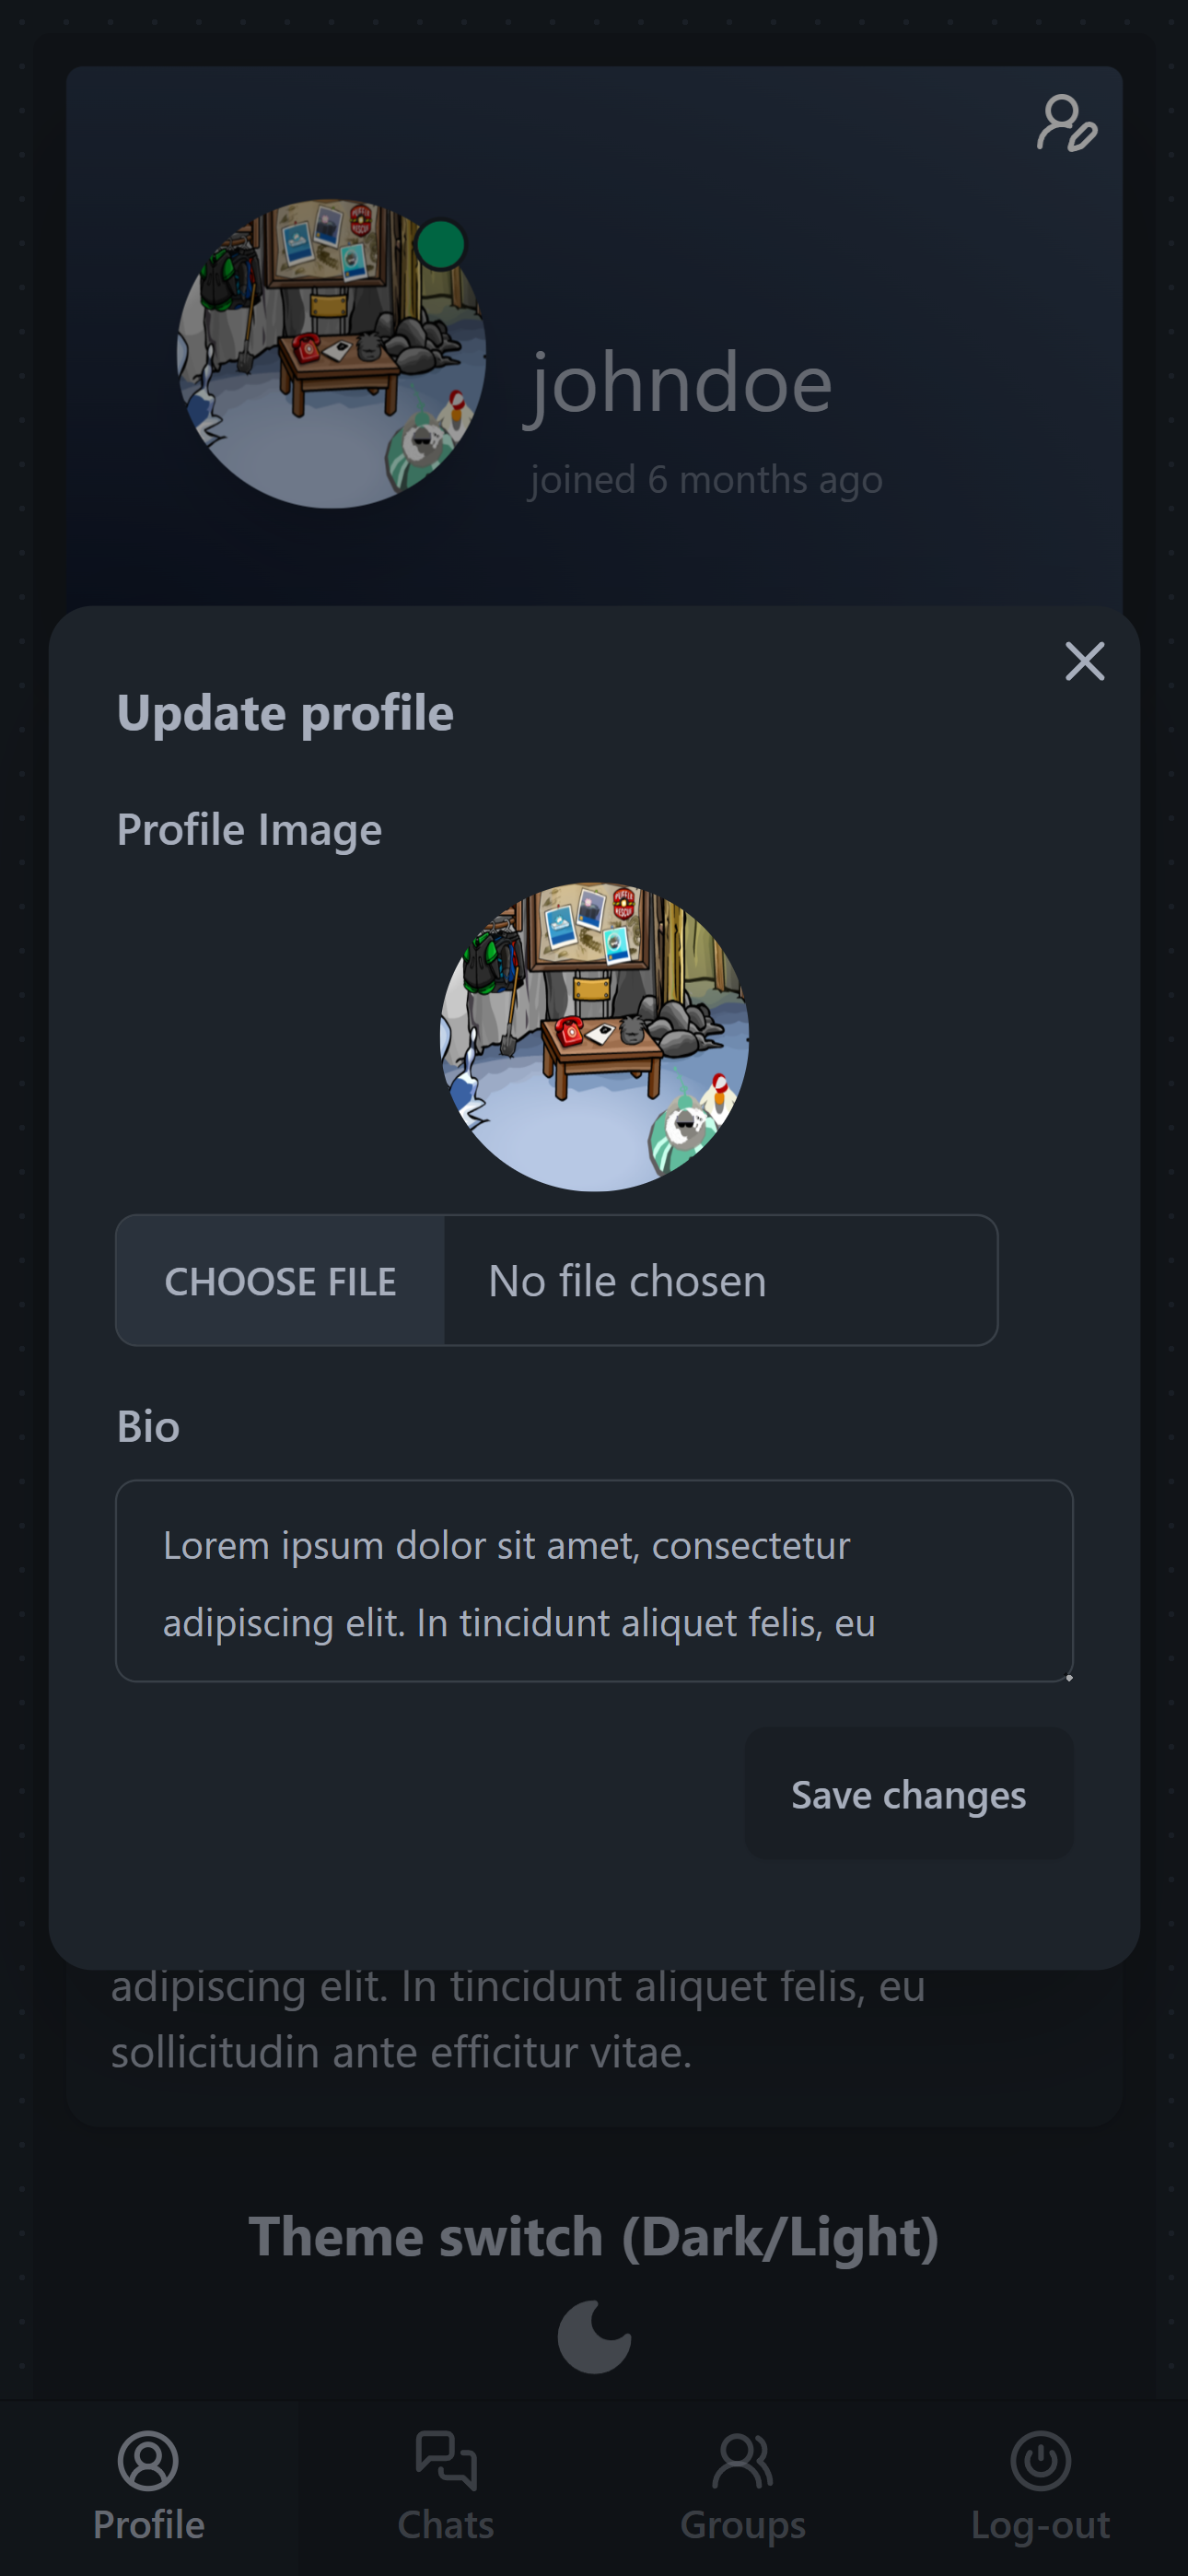 johndoe
joined 6 months ago
Update profile
Profile Image
CHOOSE FILE No file chosen
Bio
Lorem ipsum dolor sit amet, consectetur
adipiscing elit. In tincidunt aliquet felis, eu
Save changes
adipiscing elit. In tincidunt aliquet felis, eu
sollicitudin ante efficitur vitae.
Theme switch (Dark/Light)
Profile Chats Groups Log-out